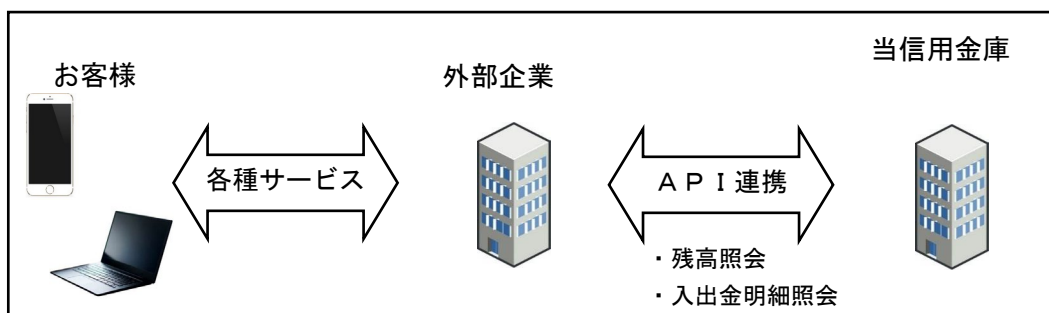 お客様
外部企業
当信用金庫
各種サービス
ＡＰＩ連携
・残高照会
・入出金明細照会